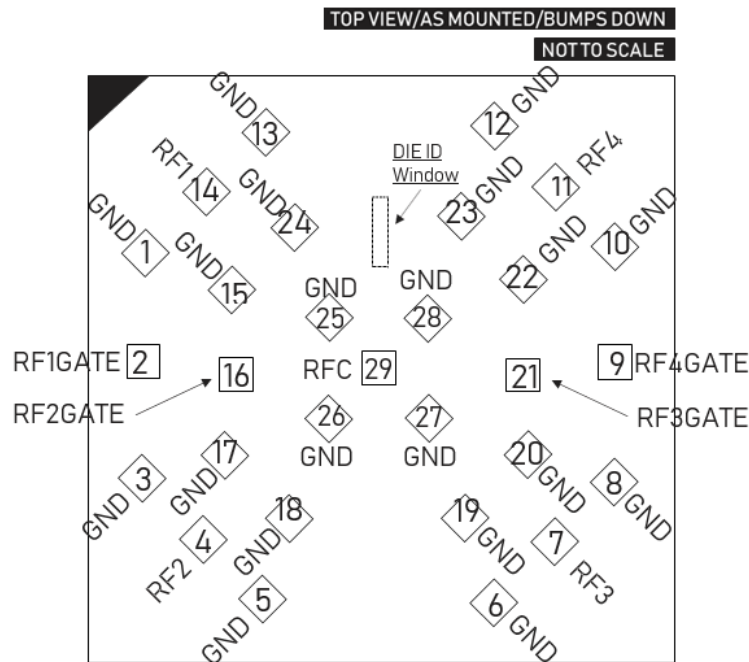 TOP VIEW/AS MOUNTED/BUMPS DOWN
NOT TO SCALE
GND
13
GND
12
RF1
14
DIE ID
Window
11
RF4
GND
24
GND
23
GND
1
GND
10
GND
15
GND
22
GND
25
GND
28
RF1GATE
2
16
RFC
29
21
9
RF4GATE
RF2GATE
RF3GATE
26
GND
27
GND
17
GND
20
GND
3
GND
8
GND
18
GND
19
GND
4
RF2
7
RF3
5
GND
6
GND